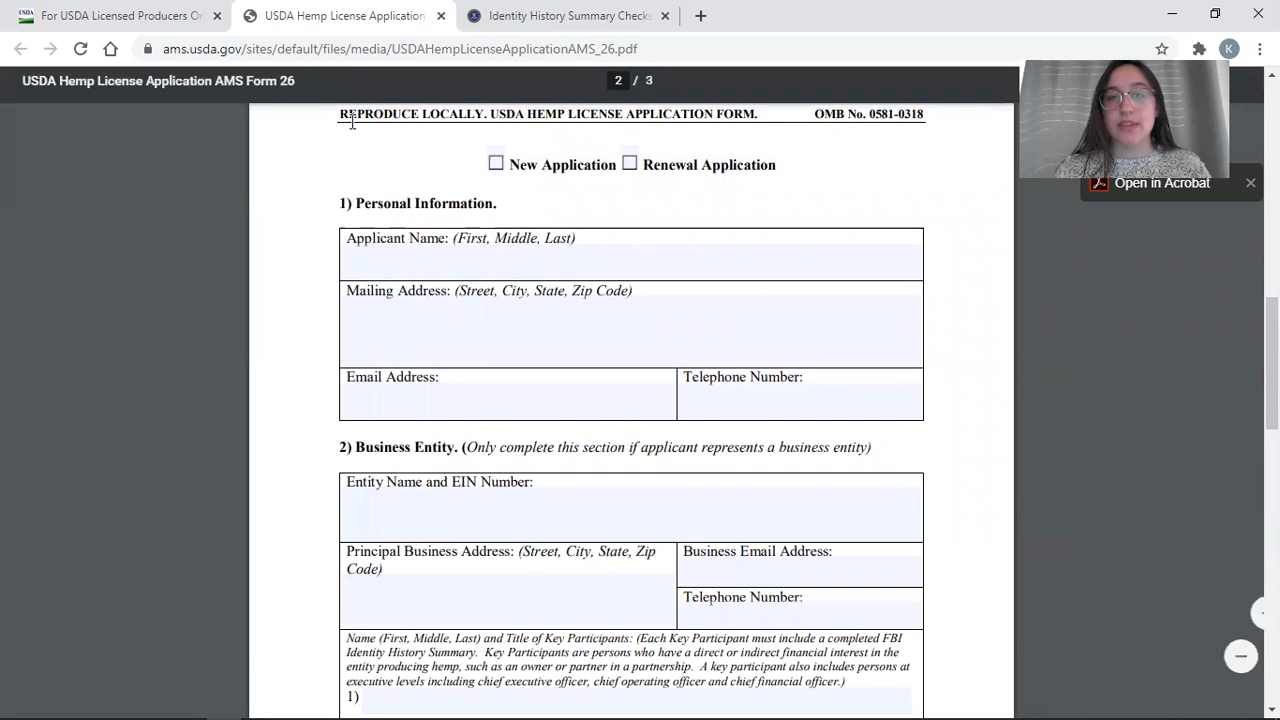 For USDA Licensed Producers Or
USDA Hemp License Application
Identity History Summary Checks
ams.usda.gov/sites/default/files/media/USDAHempLicenseApplicationAMS_26.pdf
K
USDA Hemp License Application AMS Form 26
2 / 3
Open in Acrobat
REPRODUCE LOCALLY. USDA HEMP LICENSE APPLICATION FORM. OMB No. 0581-0318
New Application Renewal Application
1) Personal Information.
Applicant Name: (First, Middle, Last)
Mailing Address: (Street, City, State, Zip Code)
Email Address: Telephone Number:
2) Business Entity. (Only complete this section if applicant represents a business entity)
Entity Name and EIN Number:
Principal Business Address: (Street, City, State, Zip
Code)
Business Email Address:
Telephone Number:
Name (First, Middle, Last) and Title of Key Participants: (Each Key Participant must include a completed FBI
Identity History Summary. Key Participants are persons who have a direct or indirect financial interest in the
entity producing hemp, such as an owner or partner in a partnership. A key participant also includes persons at
executive levels including chief executive officer, chief operating officer and chief financial officer.)
1)